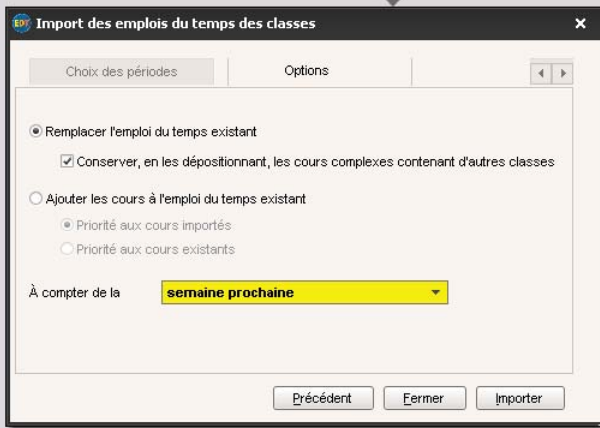 EDT Import des emplois du temps des classes
Choix des périodes Options
Remplacer l'emploi du temps existant
Conserver, en les dépositionnant, les cours complexes contenant d'autres classes
Ajouter les cours à l'emploi du temps existant
Priorité aux cours importés
Priorité aux cours existants
À compter de la semaine prochaine
Précédent Fermer Importer